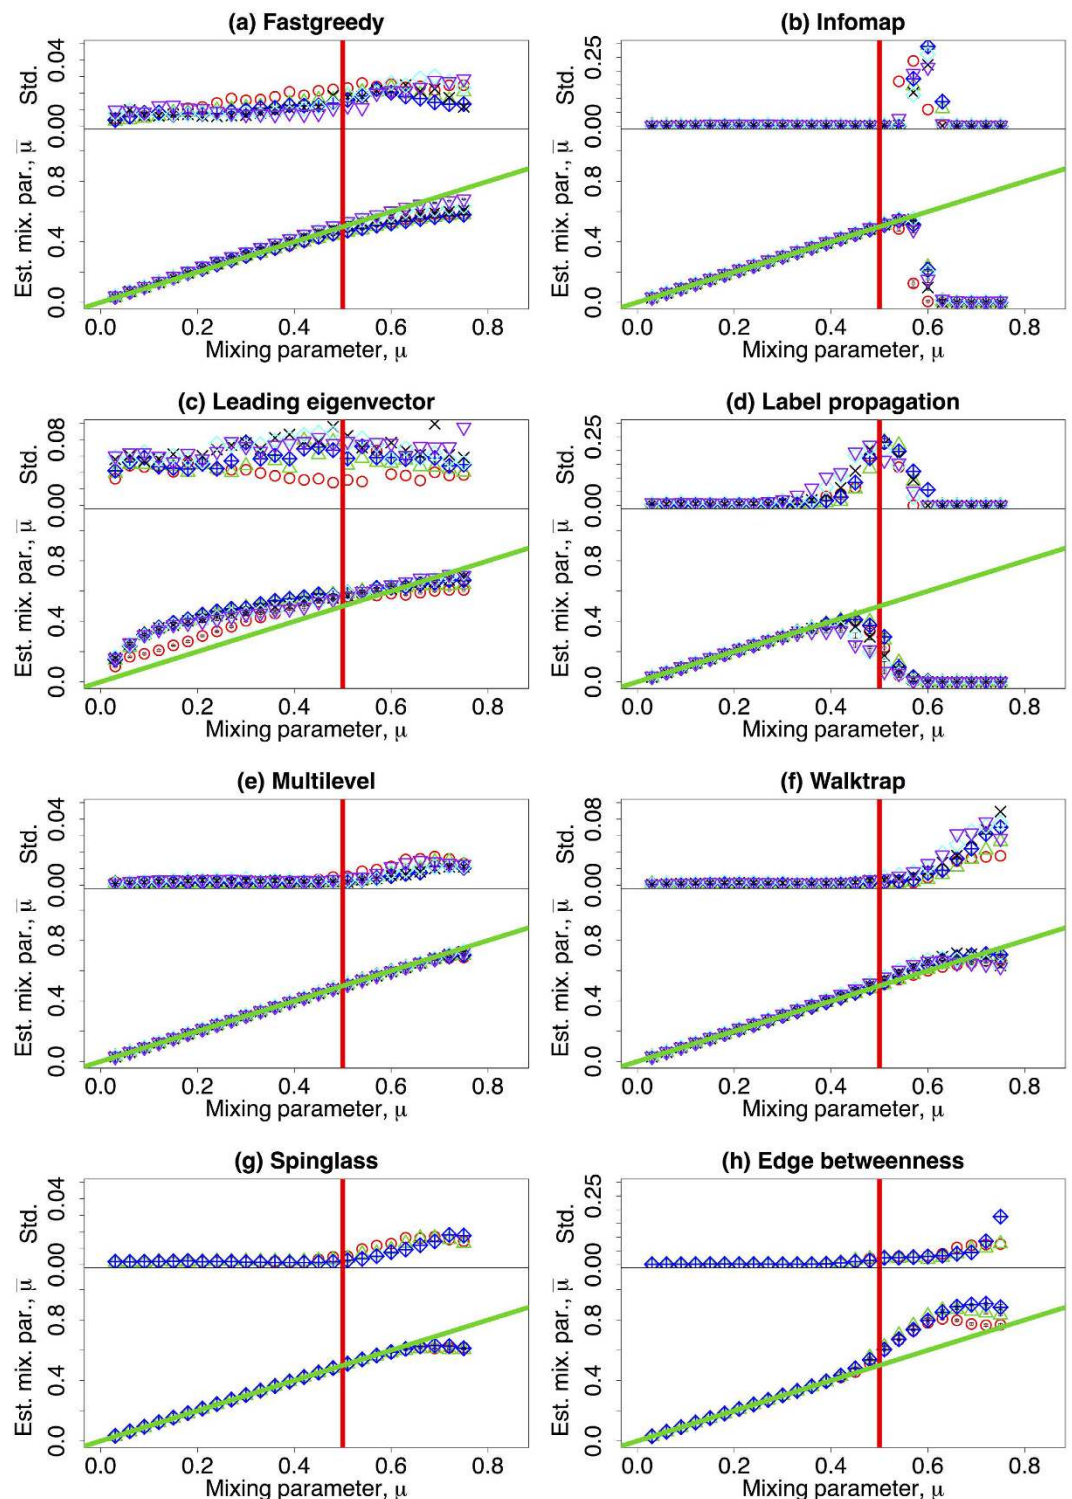 (a) Fastgreedy
Std.
0.00 0.04
Est. mix. par., μ̅
0.0 0.4 0.8
0.0 0.2 0.4 0.6 0.8
Mixing parameter, μ
(b) Infomap
Std.
0.00 0.25
Est. mix. par., μ̅
0.0 0.4 0.8
0.0 0.2 0.4 0.6 0.8
Mixing parameter, μ
(c) Leading eigenvector
Std.
0.00 0.08
Est. mix. par., μ̅
0.0 0.4 0.8
0.0 0.2 0.4 0.6 0.8
Mixing parameter, μ
(d) Label propagation
Std.
0.00 0.25
Est. mix. par., μ̅
0.0 0.4 0.8
0.0 0.2 0.4 0.6 0.8
Mixing parameter, μ
(e) Multilevel
Std.
0.00 0.04
Est. mix. par., μ̅
0.0 0.4 0.8
0.0 0.2 0.4 0.6 0.8
Mixing parameter, μ
(f) Walktrap
Std.
0.00 0.08
Est. mix. par., μ̅
0.0 0.4 0.8
0.0 0.2 0.4 0.6 0.8
Mixing parameter, μ
(g) Spinglass
Std.
0.00 0.04
Est. mix. par., μ̅
0.0 0.4 0.8
0.0 0.2 0.4 0.6 0.8
Mixing parameter, μ
(h) Edge betweenness
Std.
0.00 0.25
Est. mix. par., μ̅
0.0 0.4 0.8
0.0 0.2 0.4 0.6 0.8
Mixing parameter, μ